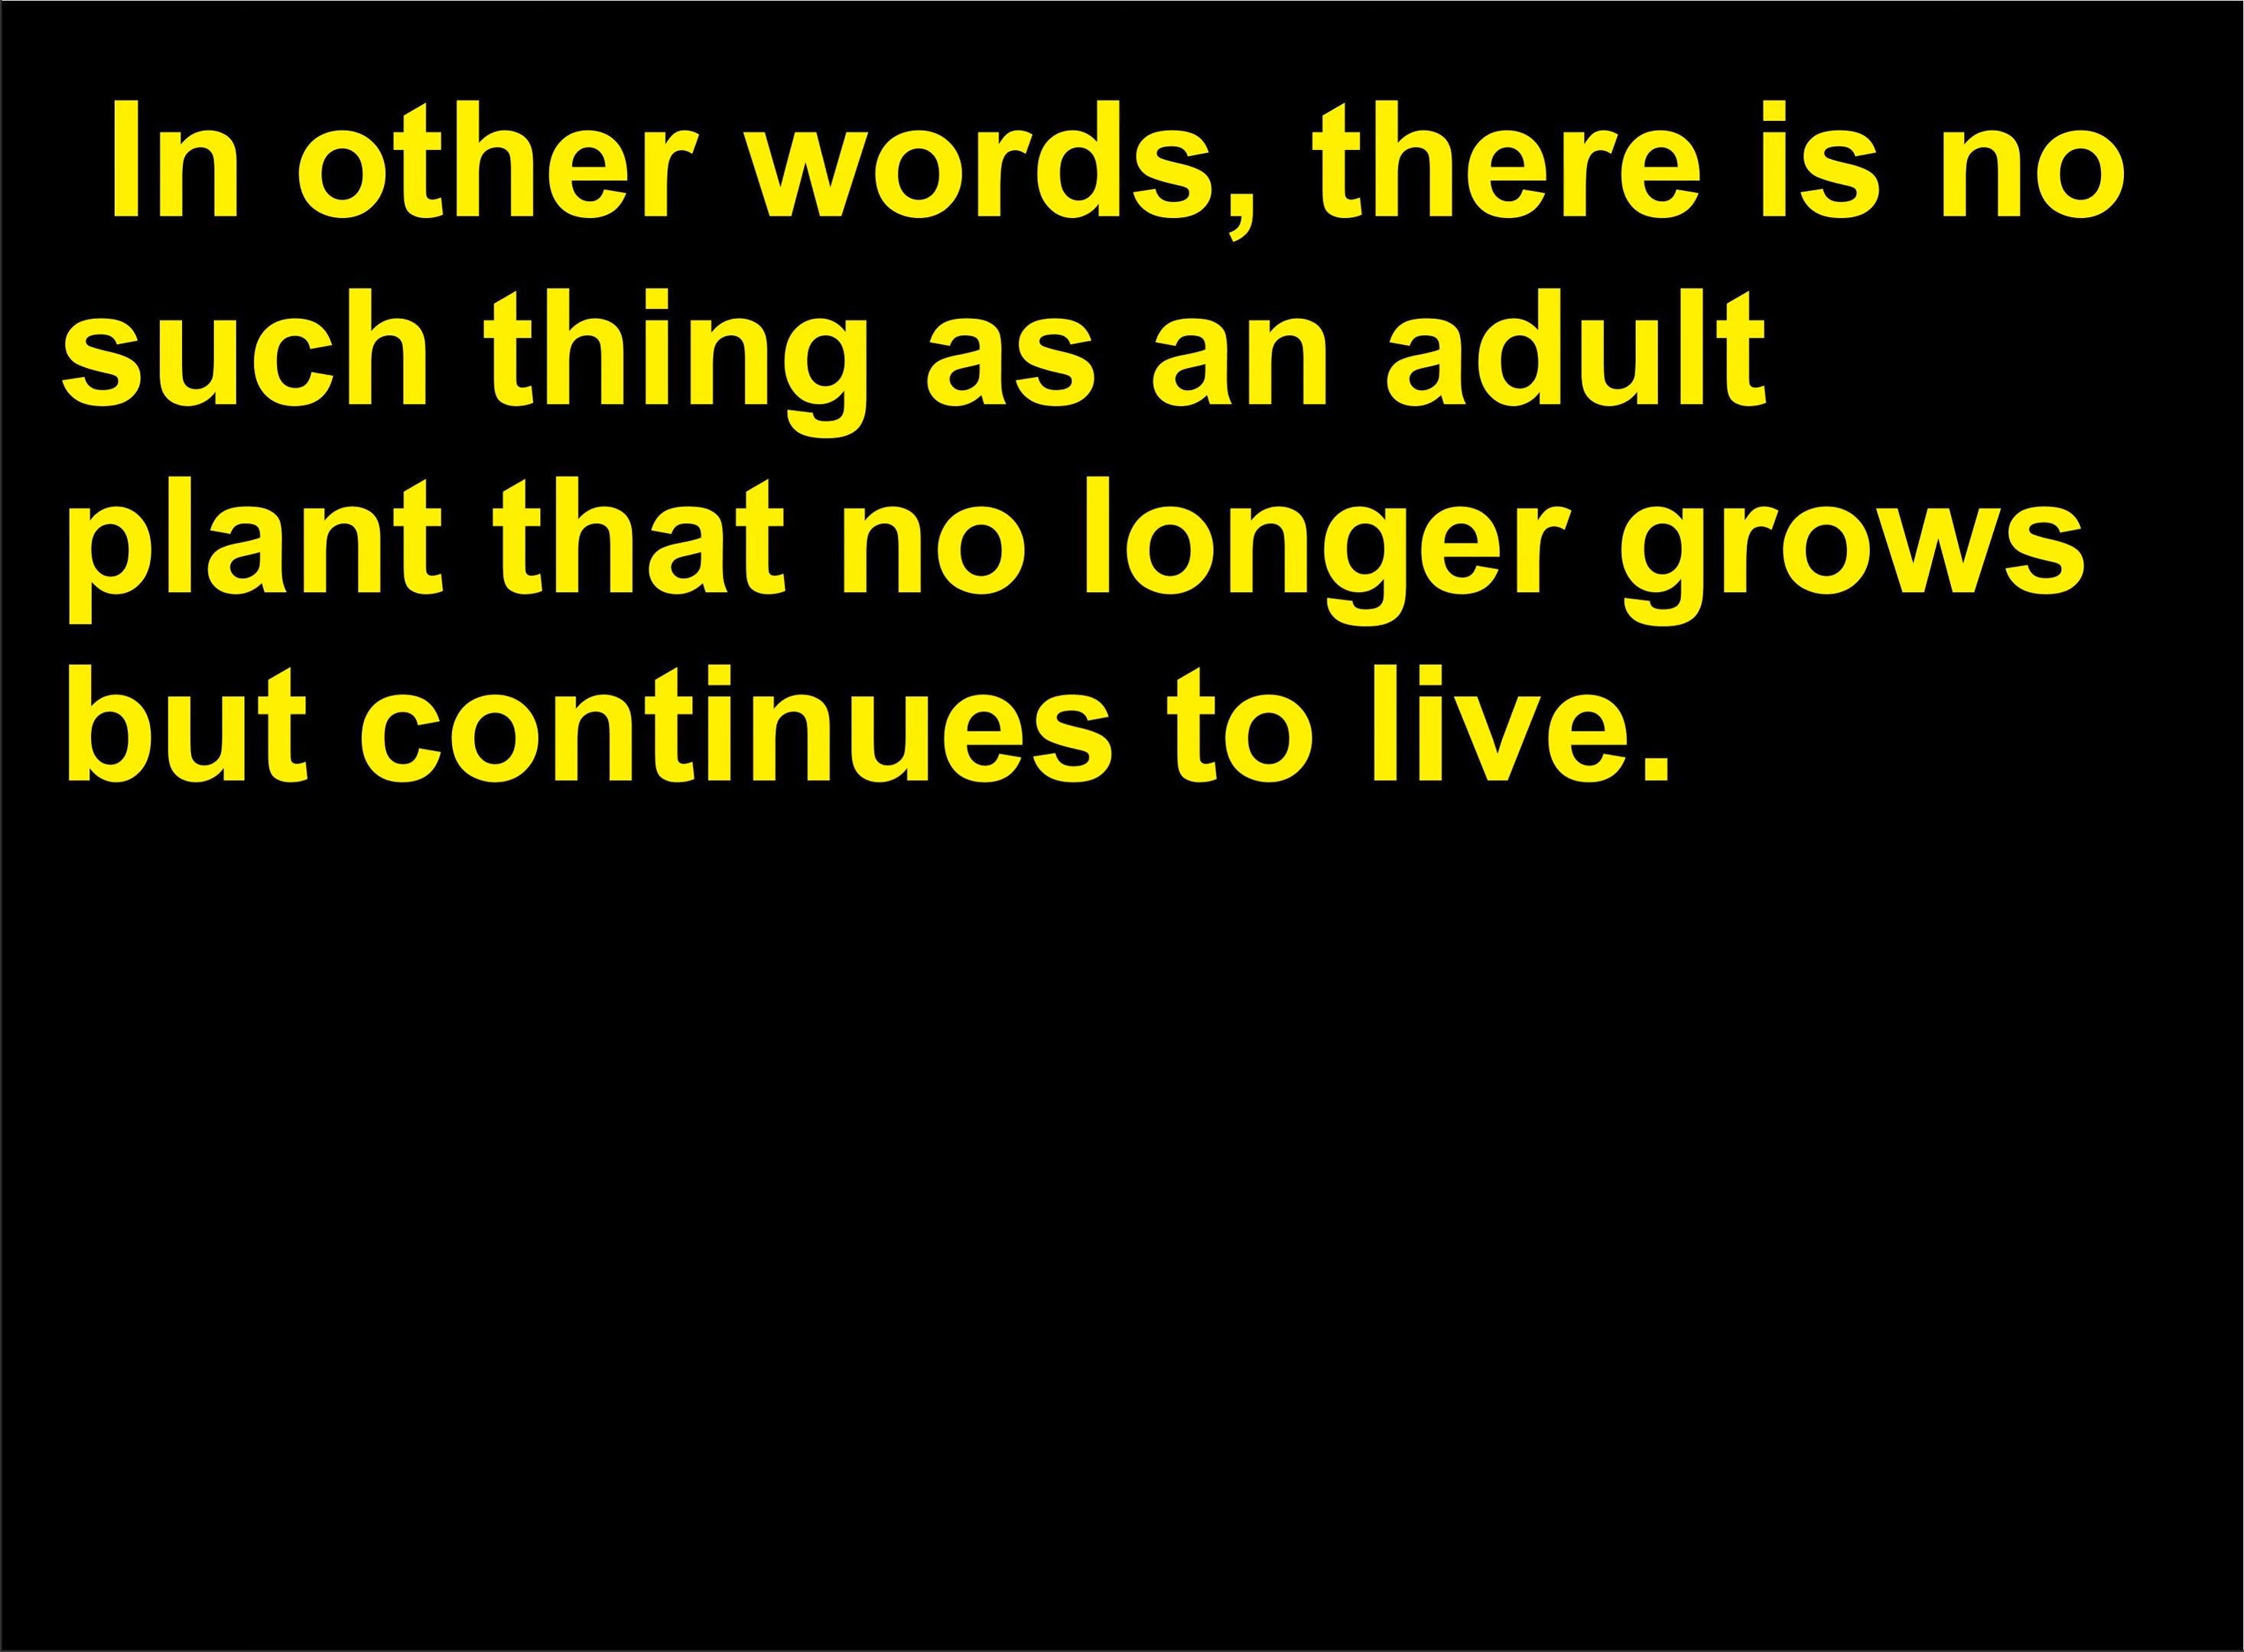 In other words, there is no
such thing as an adult
plant that no longer grows
but continues to live.